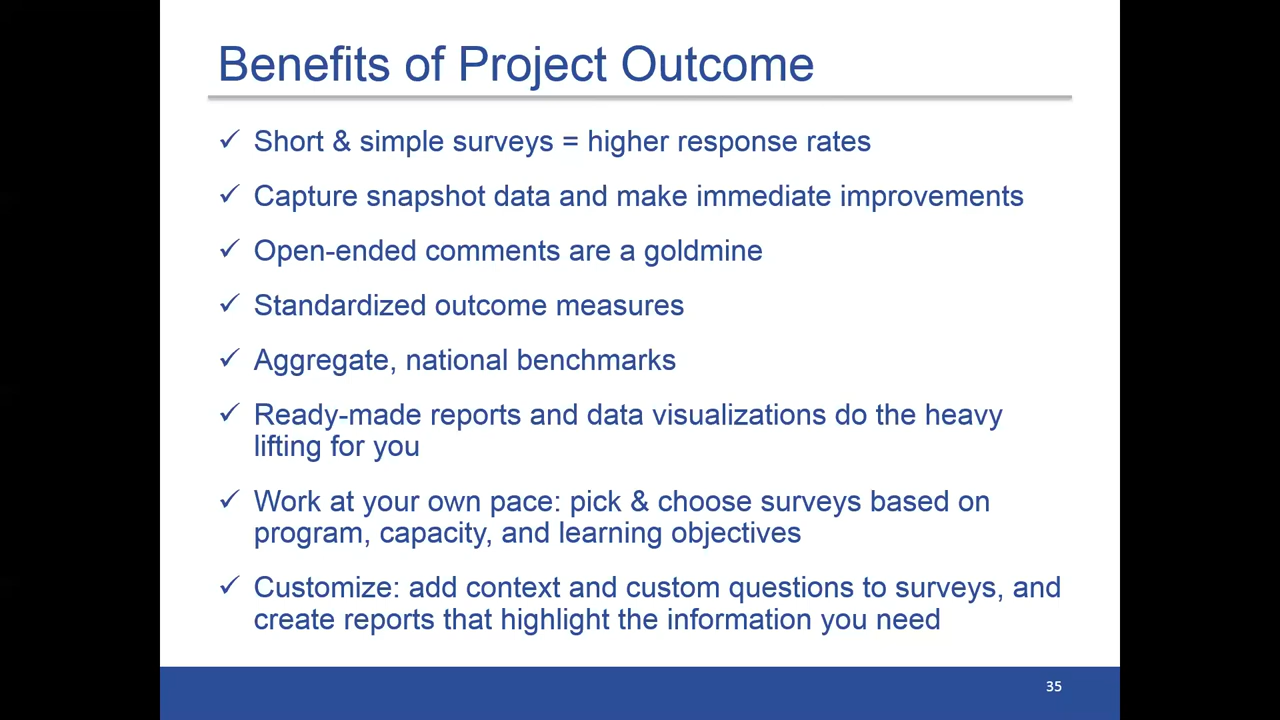 Benefits of Project Outcome
✓ Short & simple surveys = higher response rates
✓ Capture snapshot data and make immediate improvements
✓ Open-ended comments are a goldmine
✓ Standardized outcome measures
✓ Aggregate, national benchmarks
✓ Ready-made reports and data visualizations do the heavy
lifting for you
✓ Work at your own pace: pick & choose surveys based on
program, capacity, and learning objectives
✓ Customize: add context and custom questions to surveys, and
create reports that highlight the information you need
35